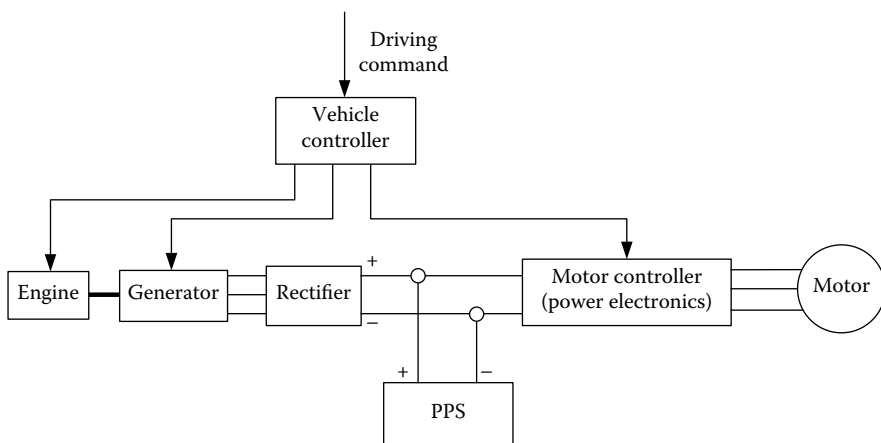 Driving
command
Vehicle
controller
+
Engine
Generator
Rectifier
Motor controller
(power electronics)
Motor
−
+
−
PPS